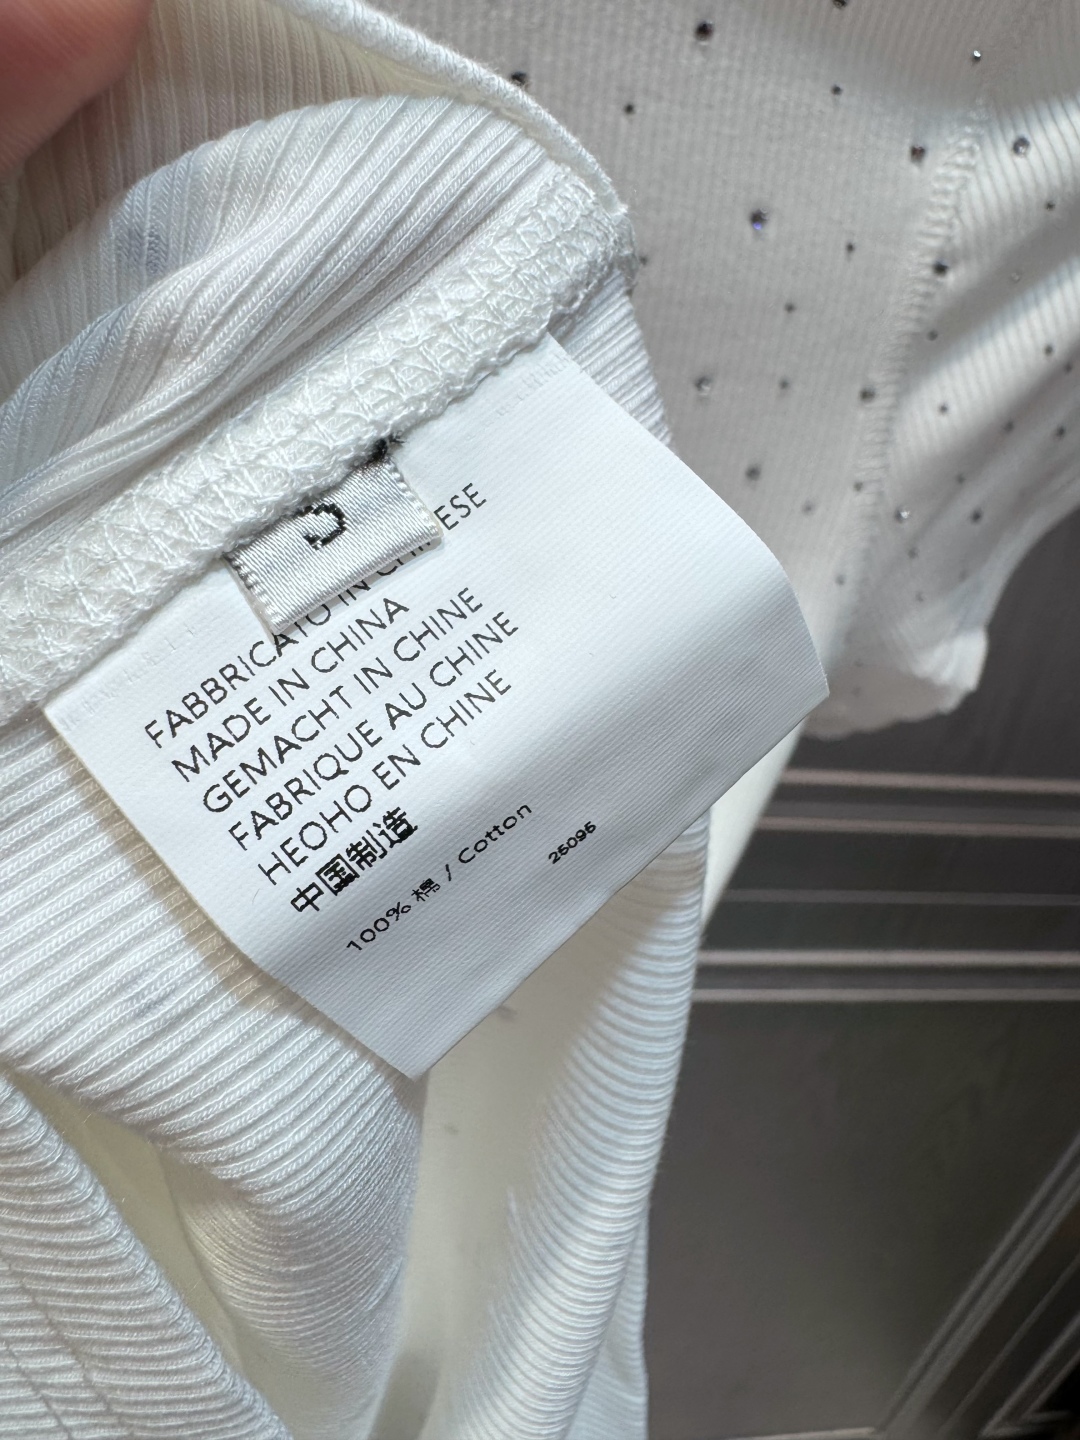 FABBRICATO IN CHINESE
MADE IN CHINA
GEMACHT IN CHINE
FABRIQUE AU CHINE
HEOHO EN CHINE
中国制造
100% 棉 / Cotton
25095